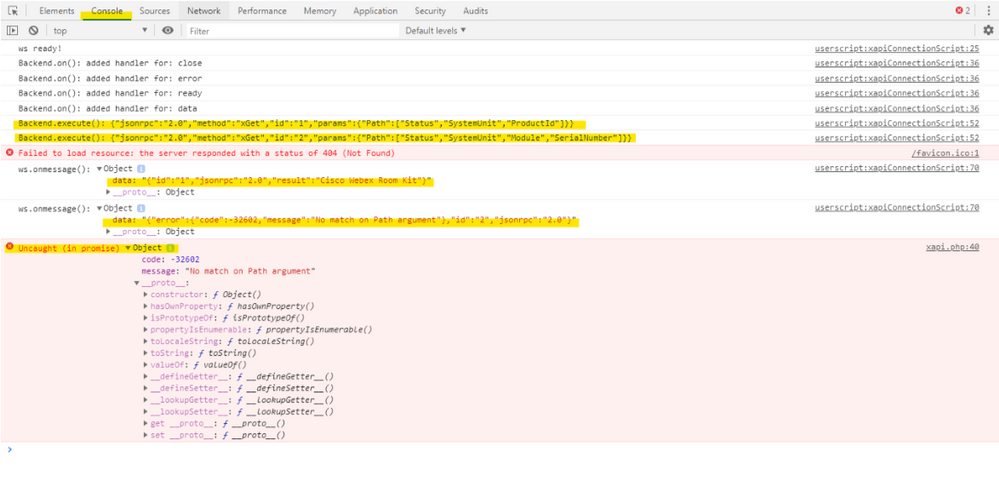 Elements Console Sources Network Performance Memory Application Security Audits 2
top Filter Default levels
ws ready! userscript:xapiConnectionScript:25
Backend.on(): added handler for: close userscript:xapiConnectionScript:36
Backend.on(): added handler for: error userscript:xapiConnectionScript:36
Backend.on(): added handler for: ready userscript:xapiConnectionScript:36
Backend.on(): added handler for: data userscript:xapiConnectionScript:36
Backend.execute(): {"jsonrpc":"2.0","method":"xGet","id":"1","params":{"Path":["Status","SystemUnit","ProductId"]}} userscript:xapiConnectionScript:52
Backend.execute(): {"jsonrpc":"2.0","method":"xGet","id":"2","params":{"Path":["Status","SystemUnit","Module","SerialNumber"]}} userscript:xapiConnectionScript:52
Failed to load resource: the server responded with a status of 404 (Not Found) /favicon.ico:1
ws.onmessage(): ▼Object i userscript:xapiConnectionScript:70
data: "{"id":"1","jsonrpc":"2.0","result":"Cisco Webex Room Kit"}"
▶__proto__: Object
ws.onmessage(): ▼Object i userscript:xapiConnectionScript:70
data: "{"error":{"code":-32602,"message":"No match on Path argument"},"id":"2","jsonrpc":"2.0"}"
▶__proto__: Object
Uncaught (in promise) ▼Object i xapi.php:40
code: -32602
message: "No match on Path argument"
▼__proto__:
▶constructor: ƒ Object()
▶hasOwnProperty: ƒ hasOwnProperty()
▶isPrototypeOf: ƒ isPrototypeOf()
▶propertyIsEnumerable: ƒ propertyIsEnumerable()
▶toLocaleString: ƒ toLocaleString()
▶toString: ƒ toString()
▶valueOf: ƒ valueOf()
▶__defineGetter__: ƒ __defineGetter__()
▶__defineSetter__: ƒ __defineSetter__()
▶__lookupGetter__: ƒ __lookupGetter__()
▶__lookupSetter__: ƒ __lookupSetter__()
▶get __proto__: ƒ __proto__()
▶set __proto__: ƒ __proto__()